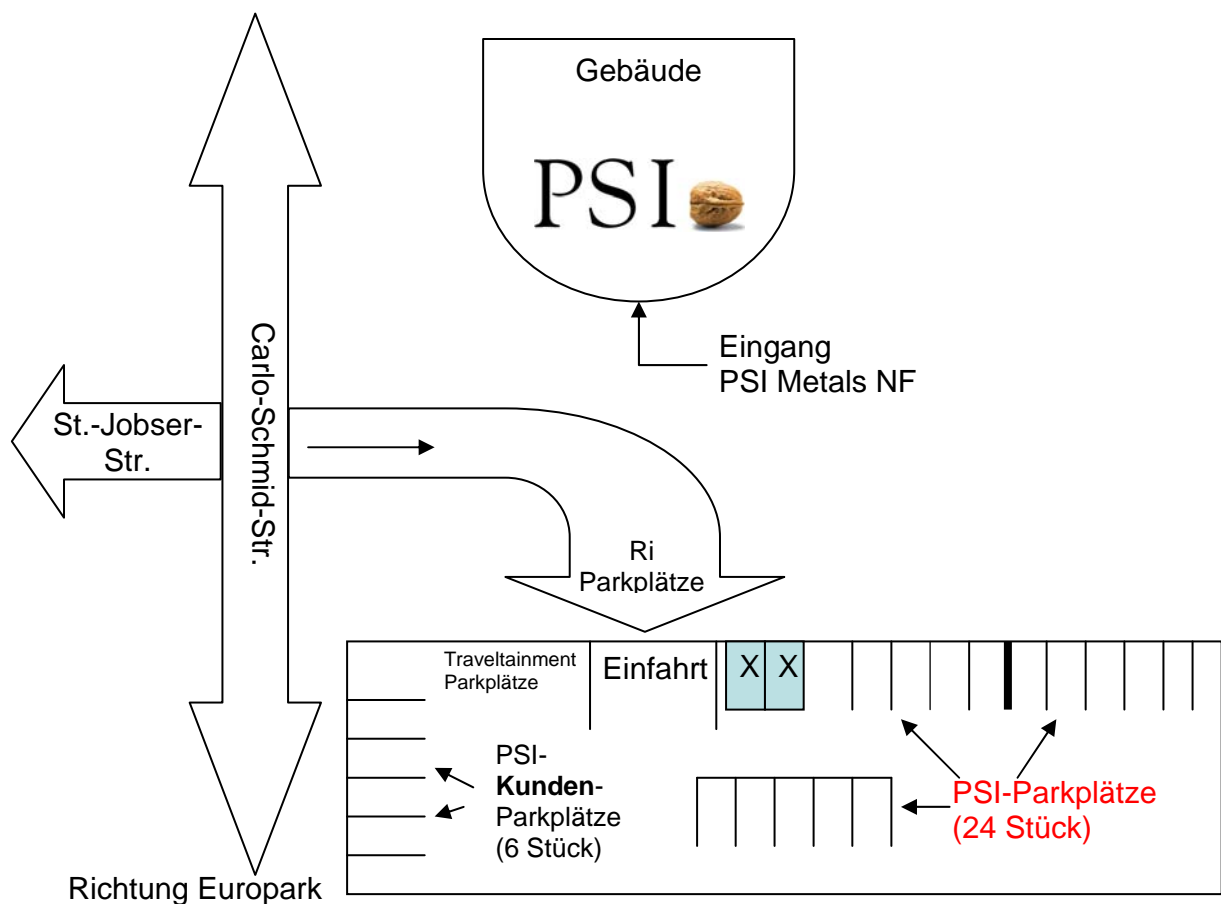 Gebäude
PSI
Eingang
PSI Metals NF
Carlo-Schmid-Str.
St.-Jobser-
Str.
Ri
Parkplätze
Traveltainment
Parkplätze
Einfahrt
X X
PSI-
Kunden-
Parkplätze
(6 Stück)
PSI-Parkplätze
(24 Stück)
Richtung Europark